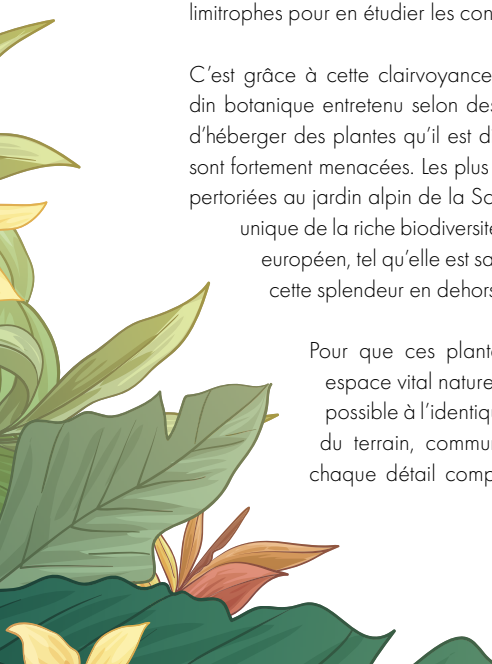 limitrophes pour en étudier les con
C’est grâce à cette clairvoyance
din botanique entretenu selon des
d’héberger des plantes qu’il est d
sont fortement menacées. Les plus
pertoriées au jardin alpin de la Sc
unique de la riche biodiversité
européen, tel qu’elle est sa
cette splendeur en dehors
Pour que ces plant
espace vital nature
possible à l’identiq
du terrain, commu
chaque détail comp